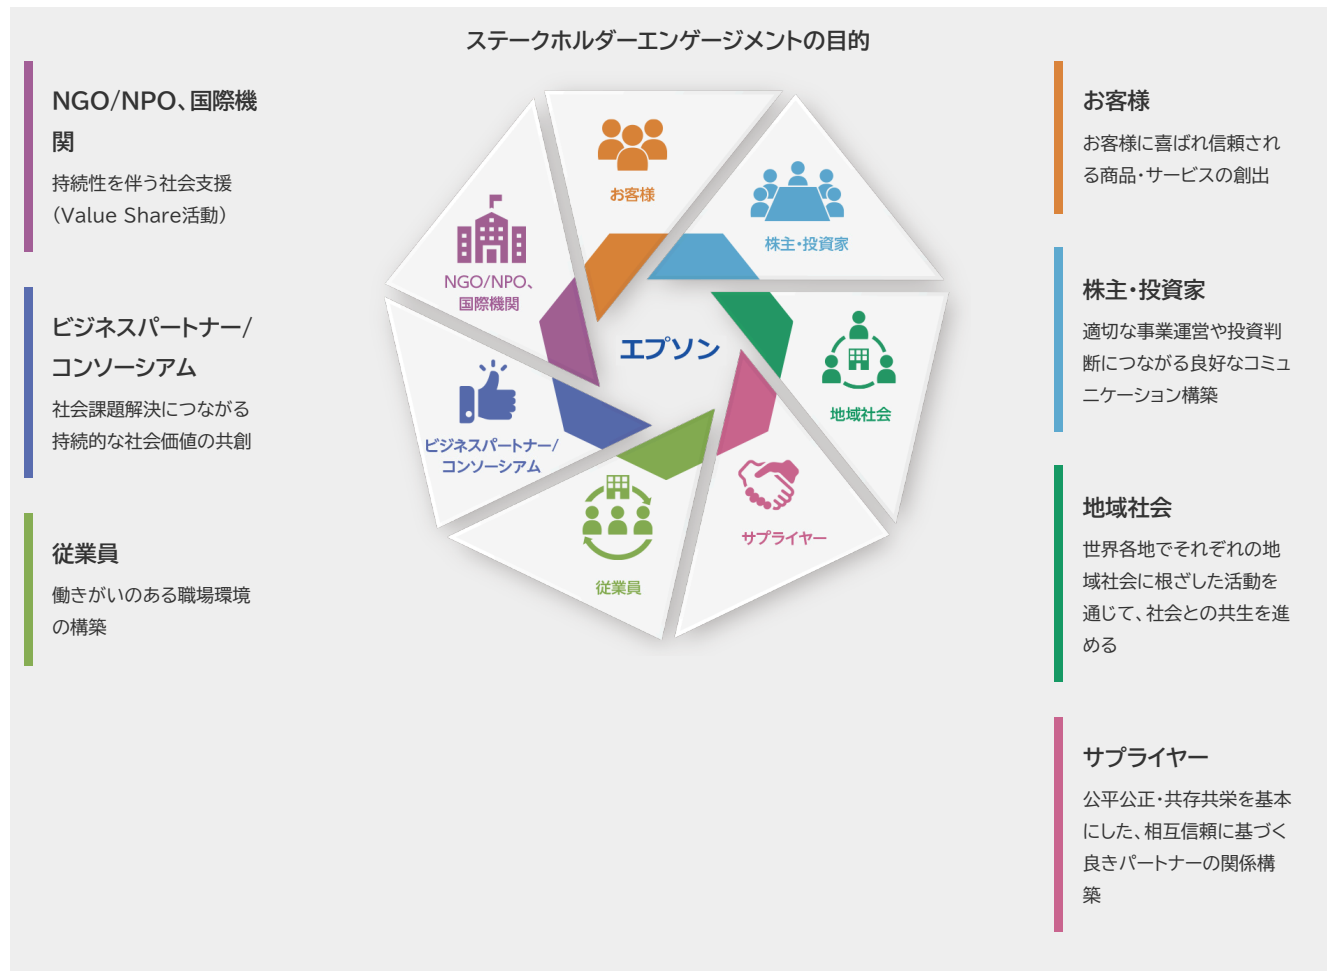 ステークホルダーエンゲージメントの目的
NGO/NPO、国際機
関
持続性を伴う社会支援
（Value Share活動）
ビジネスパートナー/
コンソーシアム
社会課題解決につながる
持続的な社会価値の共創
従業員
働きがいのある職場環境
の構築
お客様
株主・投資家
NGO/NPO、
国際機関
エプソン
地域社会
ビジネスパートナー/
コンソーシアム
サプライヤー
従業員
お客様
お客様に喜ばれ信頼され
る商品・サービスの創出
株主・投資家
適切な事業運営や投資判
断につながる良好なコミュ
ニケーション構築
地域社会
世界各地でそれぞれの地
域社会に根ざした活動を
通じて、社会との共生を進
める
サプライヤー
公平公正・共存共栄を基本
にした、相互信頼に基づく
良きパートナーの関係構
築